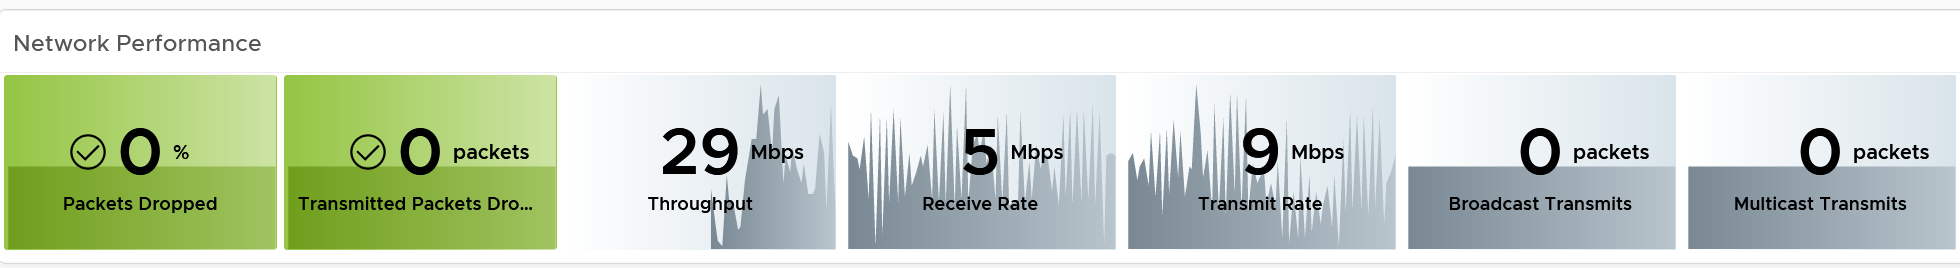 Network Performance
0 %
Packets Dropped
0 packets
Transmitted Packets Dro...
29 Mbps
Throughput
5 Mbps
Receive Rate
9 Mbps
Transmit Rate
0 packets
Broadcast Transmits
0 packets
Multicast Transmits